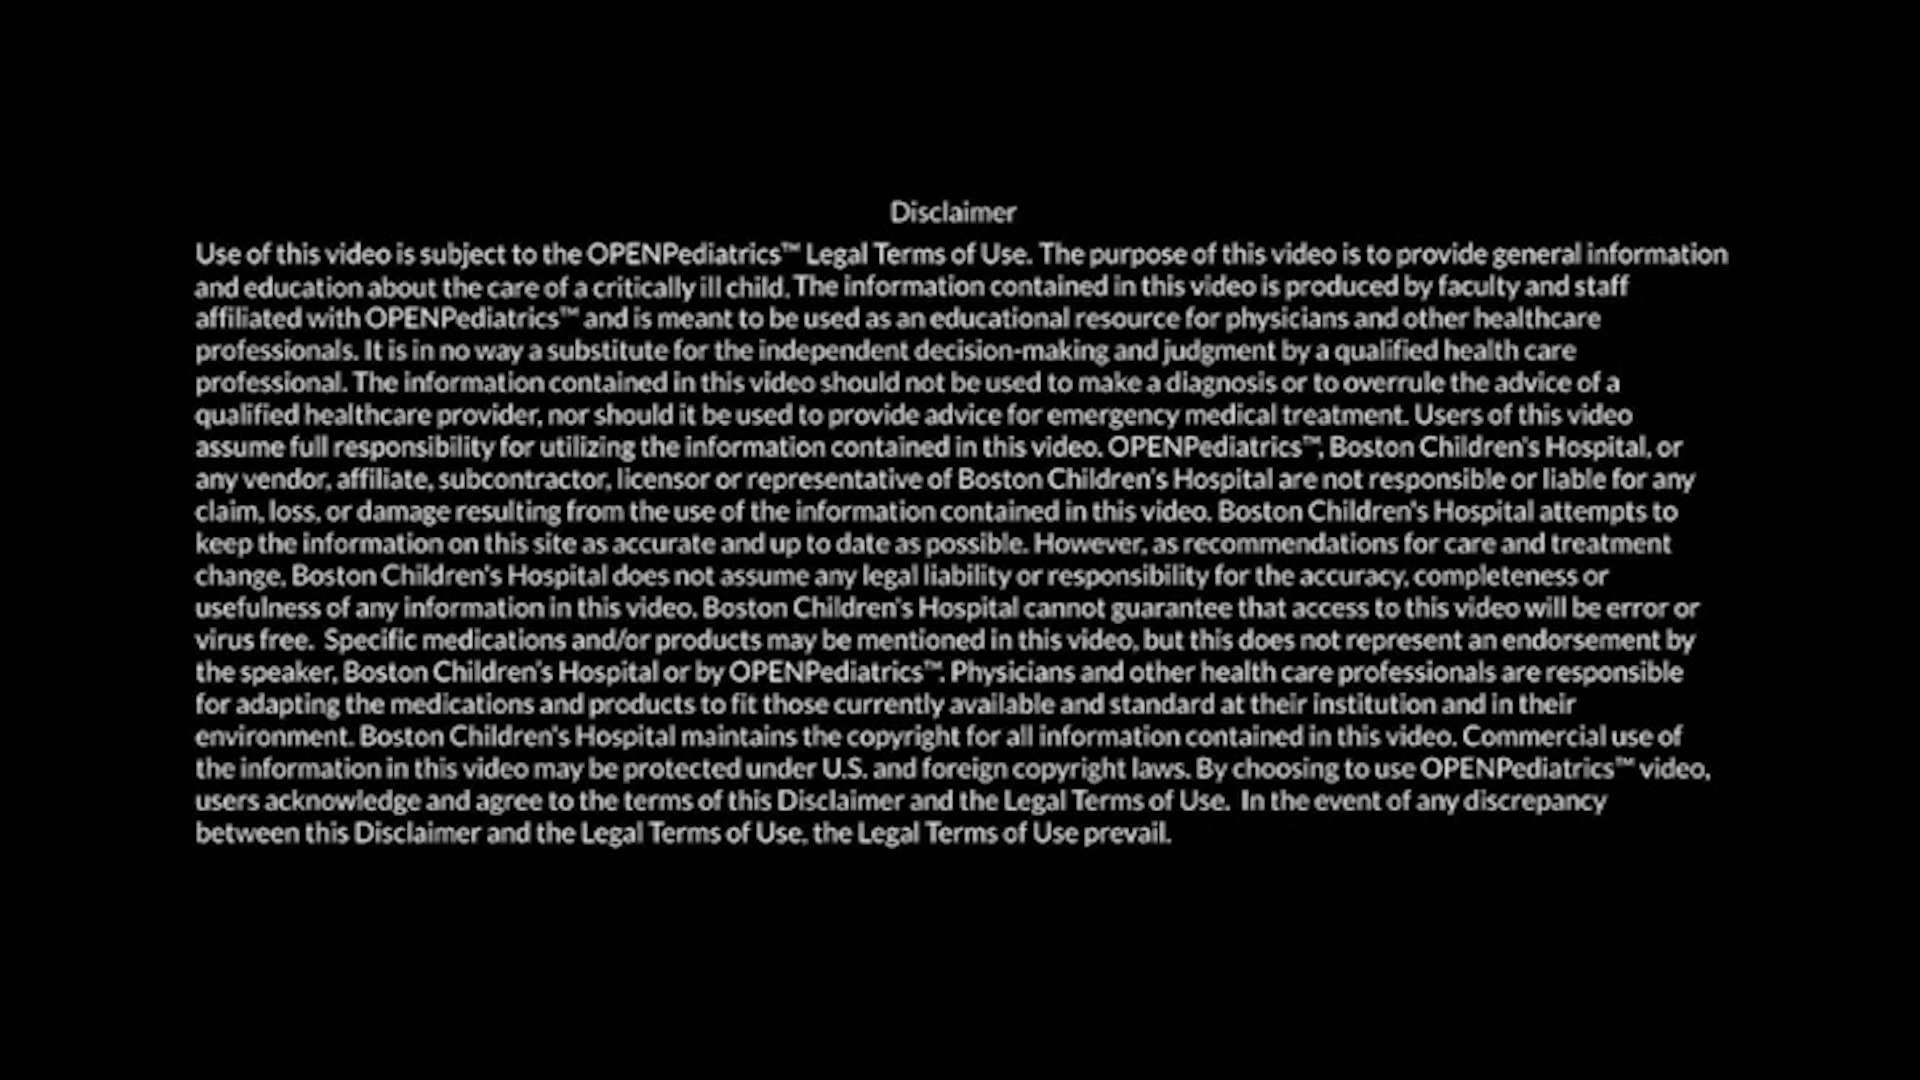 Disclaimer
Use of this video is subject to the OPENPediatrics™ Legal Terms of Use. The purpose of this video is to provide general information
and education about the care of a critically ill child. The information contained in this video is produced by faculty and staff
affiliated with OPENPediatrics™ and is meant to be used as an educational resource for physicians and other healthcare
professionals. It is in no way a substitute for the independent decision-making and judgment by a qualified health care
professional. The information contained in this video should not be used to make a diagnosis or to overrule the advice of a
qualified healthcare provider, nor should it be used to provide advice for emergency medical treatment. Users of this video
assume full responsibility for utilizing the information contained in this video. OPENPediatrics™, Boston Children's Hospital, or
any vendor, affiliate, subcontractor, licensor or representative of Boston Children's Hospital are not responsible or liable for any
claim, loss, or damage resulting from the use of the information contained in this video. Boston Children's Hospital attempts to
keep the information on this site as accurate and up to date as possible. However, as recommendations for care and treatment
change, Boston Children's Hospital does not assume any legal liability or responsibility for the accuracy, completeness or
usefulness of any information in this video. Boston Children's Hospital cannot guarantee that access to this video will be error or
virus free. Specific medications and/or products may be mentioned in this video, but this does not represent an endorsement by
the speaker, Boston Children's Hospital or by OPENPediatrics™. Physicians and other health care professionals are responsible
for adapting the medications and products to fit those currently available and standard at their institution and in their
environment. Boston Children's Hospital maintains the copyright for all information contained in this video. Commercial use of
the information in this video may be protected under U.S. and foreign copyright laws. By choosing to use OPENPediatrics™ video,
users acknowledge and agree to the terms of this Disclaimer and the Legal Terms of Use. In the event of any discrepancy
between this Disclaimer and the Legal Terms of Use, the Legal Terms of Use prevail.